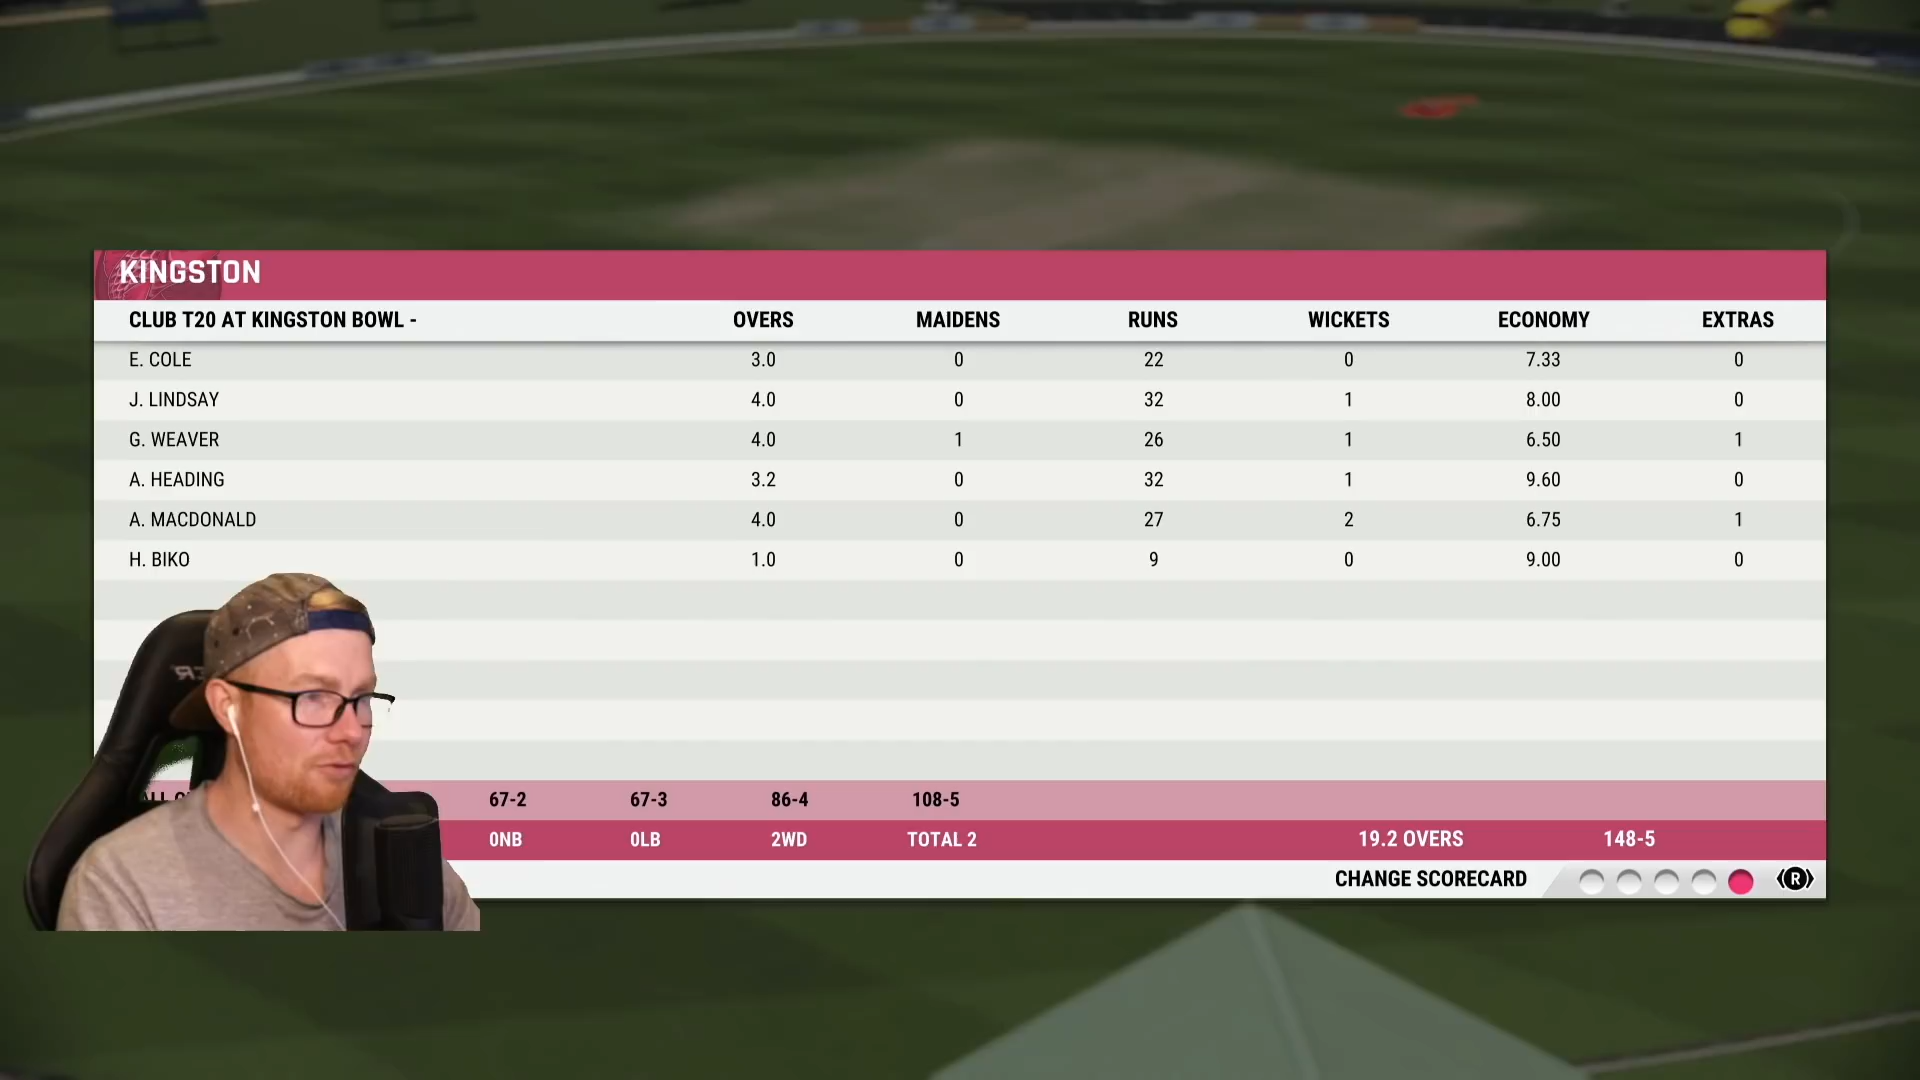 KINGSTON
CLUB T20 AT KINGSTON BOWL - OVERS MAIDENS RUNS WICKETS ECONOMY EXTRAS
E. COLE 3.0 0 22 0 7.33 0
J. LINDSAY 4.0 0 32 1 8.00 0
G. WEAVER 4.0 1 26 1 6.50 1
A. HEADING 3.2 0 32 1 9.60 0
A. MACDONALD 4.0 0 27 2 6.75 1
H. BIKO 1.0 0 9 0 9.00 0
67-2 67-3 86-4 108-5
0NB 0LB 2WD TOTAL 2 19.2 OVERS 148-5
CHANGE SCORECARD R